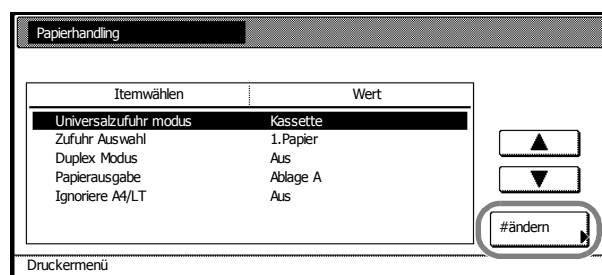 Papierhandling
Itemwählen Wert
Universalzufuhr modus Kassette
Zufuhr Auswahl 1.Papier
Duplex Modus Aus
Papierausgabe Ablage A
Ignoriere A4/LT Aus
#ändern
Druckermenü